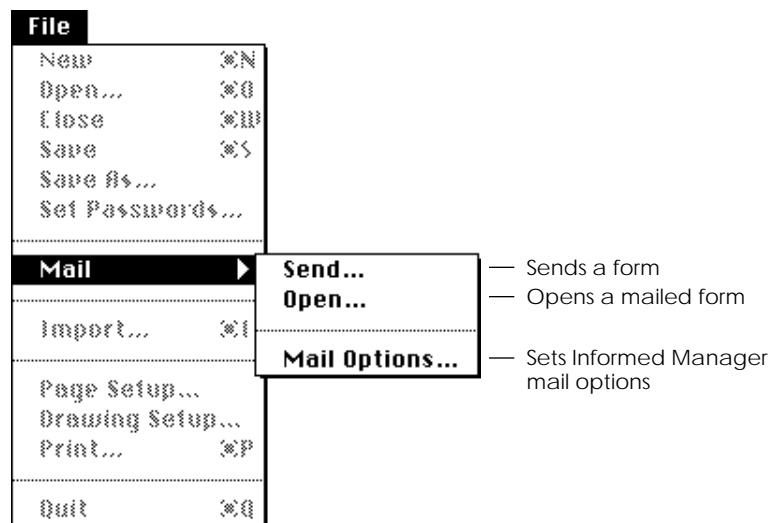 File
New ⌘N
Open... ⌘O
Close ⌘W
Save ⌘S
Save As...
Set Passwords...
Mail ▶
Send... — Sends a form
Open... — Opens a mailed form
Import... ⌘I
Mail Options... — Sets Informed Manager
mail options
Page Setup...
Drawing Setup...
Print... ⌘P
Quit ⌘Q